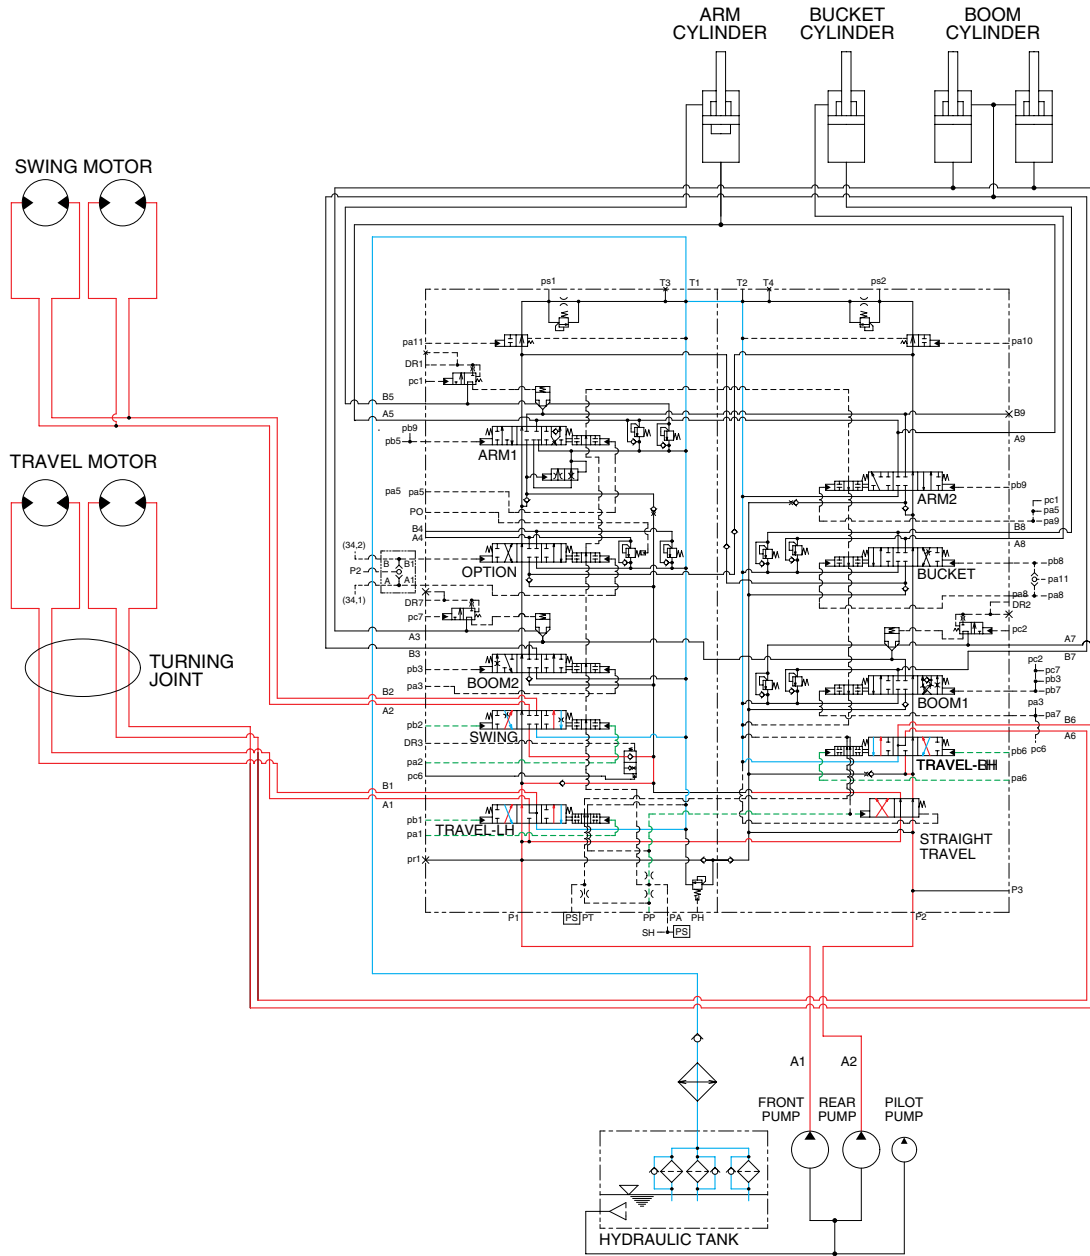 ARM
CYLINDER
BUCKET
CYLINDER
BOOM
CYLINDER
SWING MOTOR
TRAVEL MOTOR
TURNING
JOINT
ps1
T3
T1
T2
T4
ps2
pa11
DR1
pc1
B5
A5
pb9
pb5
ARM1
pa5
pa5
PO
B4
A4
(34,2)
P2
B
B1
A
A1
(34,1)
OPTION
DR7
pc7
A3
B3
pb3
BOOM2
pa3
B2
A2
pb2
SWING
DR3
pa2
pc6
B1
A1
pb1
TRAVEL-LH
pa1
pr1
pa10
B9
A9
ARM2
pb9
pc1
pa5
pa9
B8
A8
BUCKET
pb8
pa11
pa8
pa8
DR2
pc2
A7
B7
pc2
pc7
pb3
pb7
BOOM1
pa3
pa7
B6
A6
pc6
pb6
pa6
STRAIGHT
TRAVEL
P3
P1
PS
PT
PP
PA
PH
P2
SH
PS
A1
A2
FRONT
PUMP
REAR
PUMP
PILOT
PUMP
HYDRAULIC TANK